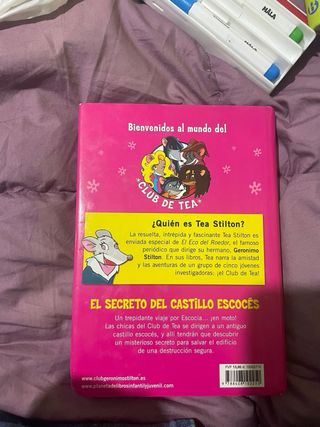 MÅLA
MÅLA
Bienvenidos al mundo del
CLUB DE TEA
¿Quién es Tea Stilton?
La resuelta, intrépida y fascinante Tea Stilton es
enviada especial de El Eco del Roedor, el famoso
periódico que dirige su hermano, Geronimo
Stilton. En sus libros, Tea narra la amistad
y las aventuras de un grupo de cinco jóvenes
investigadoras: ¡el Club de Tea!
EL SECRETO DEL CASTILLO ESCOCÉS
Un trepidante viaje por Escocia... ¡en moto!
Las chicas del Club de Tea se dirigen a un antiguo
castillo escocés, y allí tendrán que descubrir
un misterioso secreto para salvar el edificio
de una destrucción segura.
www.clubgeronimostilton.es
www.planetadelibrosinfantilyjuvenil.com